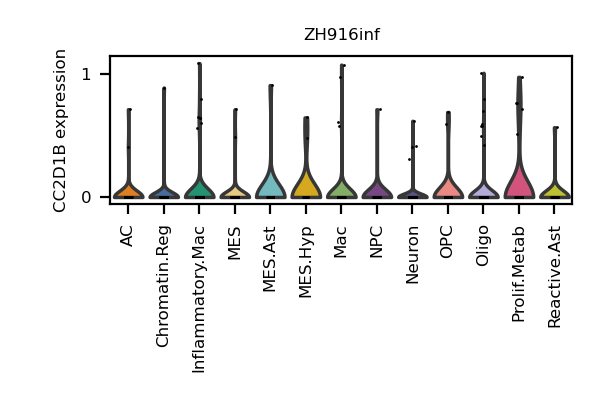 ZH916inf
CC2D1B expression
1
0
AC
Chromatin.Reg
Inflammatory.Mac
MES
MES.Ast
MES.Hyp
Mac
NPC
Neuron
OPC
Oligo
Prolif.Metab
Reactive.Ast